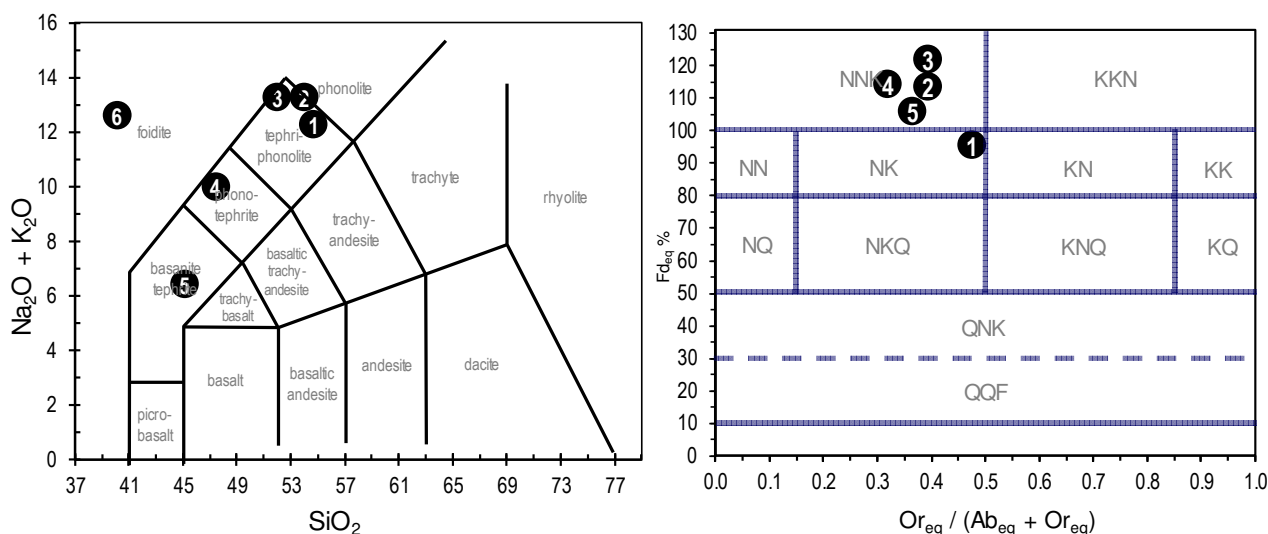 16
14
12
10
8
6
4
2
0
Na2O + K2O
37
41
45
49
53
57
61
65
69
73
77
SiO2
foidite
phonolite
tephri-
phonolite
phono-
tephrite
basanite
tephrite
trachyte
rhyolite
trachy-
andesite
basaltic
trachy-
andesite
trachy-
basalt
basalt
basaltic
andesite
andesite
dacite
picro-
basalt
1
2
3
4
5
6
130
120
110
100
90
80
70
60
50
40
30
20
10
0
Fdeq %
0.0
0.1
0.2
0.3
0.4
0.5
0.6
0.7
0.8
0.9
1.0
Oreq / (Abeq + Oreq)
NNK
KKN
3
4
2
5
1
NN
NK
KN
KK
NQ
NKQ
KNQ
KQ
QNK
QQF